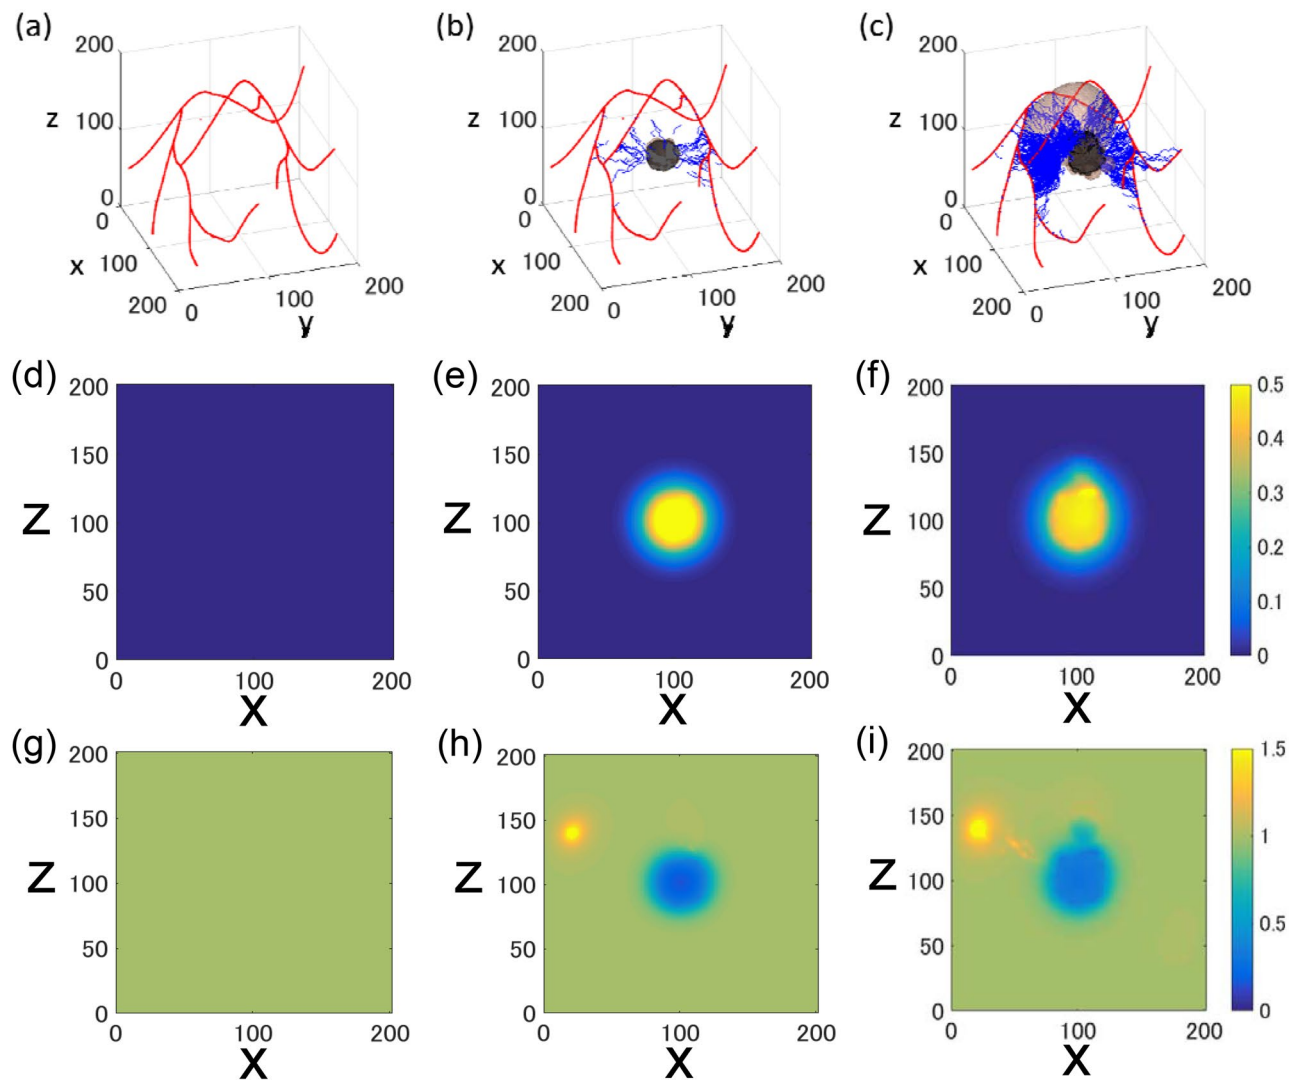 (a) (b) (c)
200 200 200
z 100 z 100 z 100
0 0 0
0 0 0
x 100 x 100 x 100
200 0 100 200 200 0 100 200 200 0 100 200
y y y
(d) (e) (f)
200 200 200 0.5
150 150 150 0.4
Z 100 Z 100 Z 100 0.3
0.2
50 50 50 0.1
0 0 0 0
0 100 200 0 100 200 0 100 200
X X X
(g) (h) (i)
200 200 200 1.5
150 150 150
1
Z 100 Z 100 Z 100
50 50 50 0.5
0 0 0 0
0 100 200 0 100 200 0 100 200
X X X